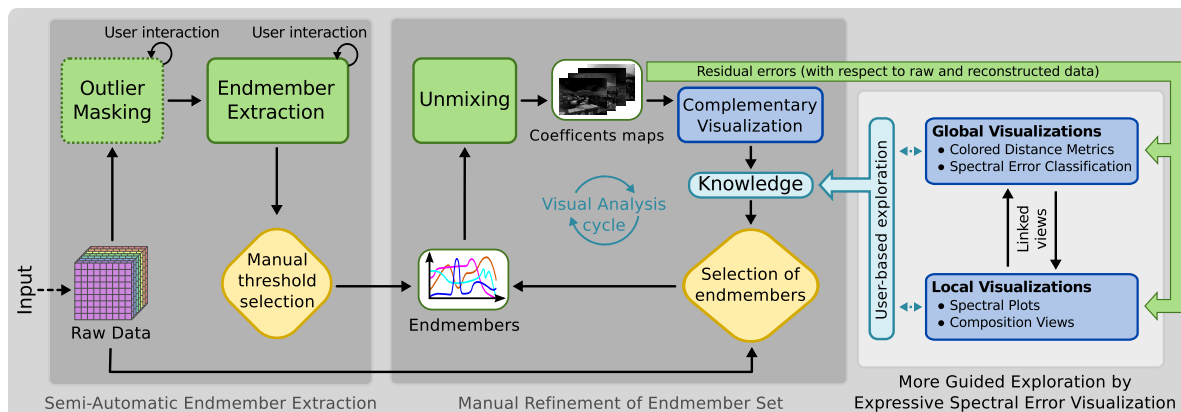 User interaction
User interaction
Outlier
Masking
Endmember
Extraction
Manual
threshold
selection
Input
Raw Data
Semi-Automatic Endmember Extraction
Unmixing
Coefficents maps
Residual errors (with respect to raw and reconstructed data)
Complementary
Visualization
Knowledge
Visual Analysis
cycle
Selection of
endmembers
Endmembers
Manual Refinement of Endmember Set
User-based exploration
Global Visualizations
• Colored Distance Metrics
• Spectral Error Classification
Linked
views
Local Visualizations
• Spectral Plots
• Composition Views
More Guided Exploration by
Expressive Spectral Error Visualization